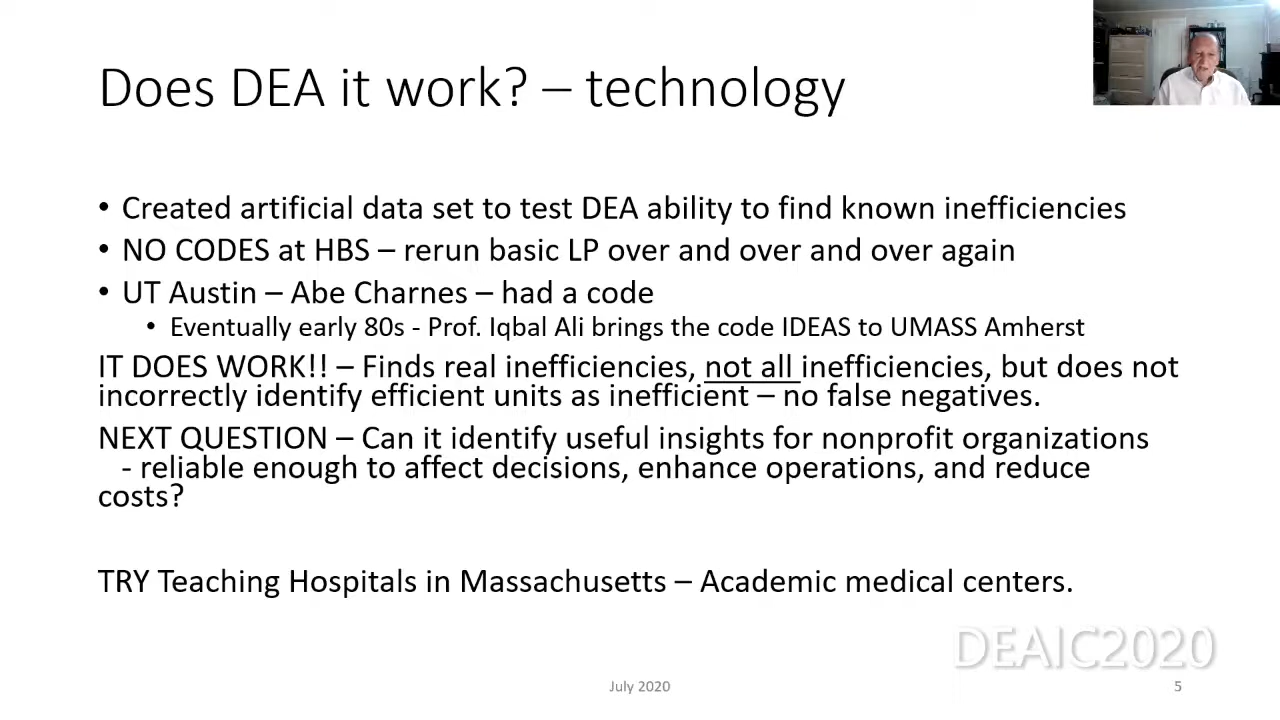 Does DEA it work? – technology
• Created artificial data set to test DEA ability to find known inefficiencies
• NO CODES at HBS – rerun basic LP over and over and over again
• UT Austin – Abe Charnes – had a code
• Eventually early 80s - Prof. Iqbal Ali brings the code IDEAS to UMASS Amherst
IT DOES WORK!! – Finds real inefficiencies, not all inefficiencies, but does not
incorrectly identify efficient units as inefficient – no false negatives.
NEXT QUESTION – Can it identify useful insights for nonprofit organizations
- reliable enough to affect decisions, enhance operations, and reduce
costs?
TRY Teaching Hospitals in Massachusetts – Academic medical centers.
DEAIC2020
July 2020
5